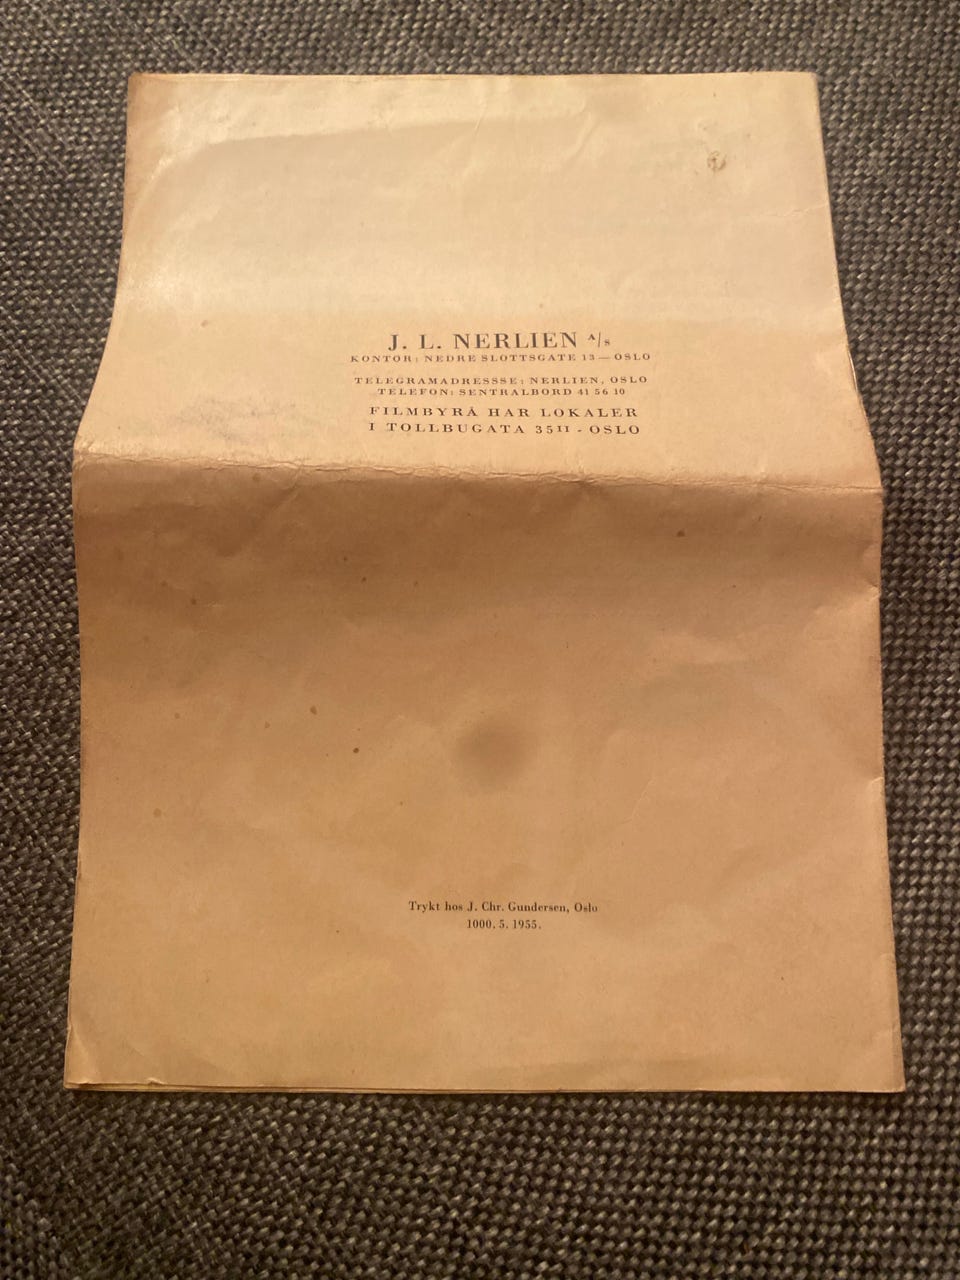 J. L. NERLIEN A/s
KONTOR: NEDRE SLOTTSGATE 13 — OSLO
TELEGRAMADRESSSE: NERLIEN, OSLO
TELEFON: SENTRALBORD 41 56 10
FILMBYRÅ HAR LOKALER
I TOLLBUGATA 35II - OSLO
Trykt hos J. Chr. Gundersen, Oslo
1000. 5. 1955.